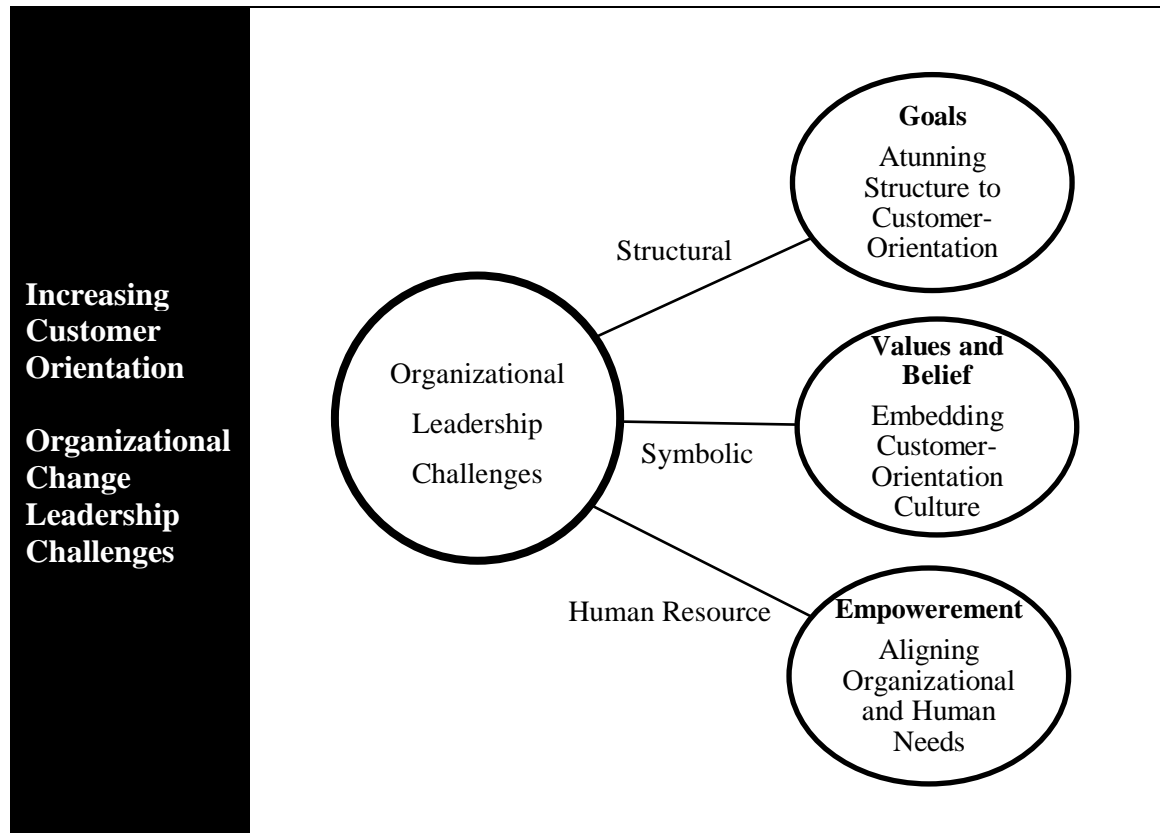 Increasing
Customer
Orientation
Organizational
Change
Leadership
Challenges
Organizational
Leadership
Challenges
Structural
Goals
Atunning
Structure to
Customer-
Orientation
Symbolic
Values and
Belief
Embedding
Customer-
Orientation
Culture
Human Resource
Empowerement
Aligning
Organizational
and Human
Needs